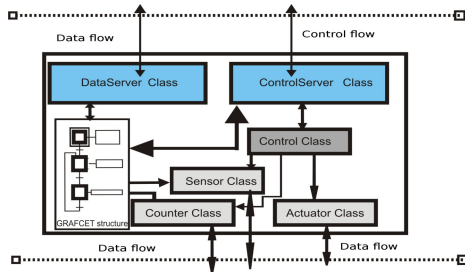 Data flow
Control flow
DataServer Class
ControlServer Class
Control Class
Sensor Class
Counter Class
Actuator Class
GRAFCET structure
Data flow
Data flow